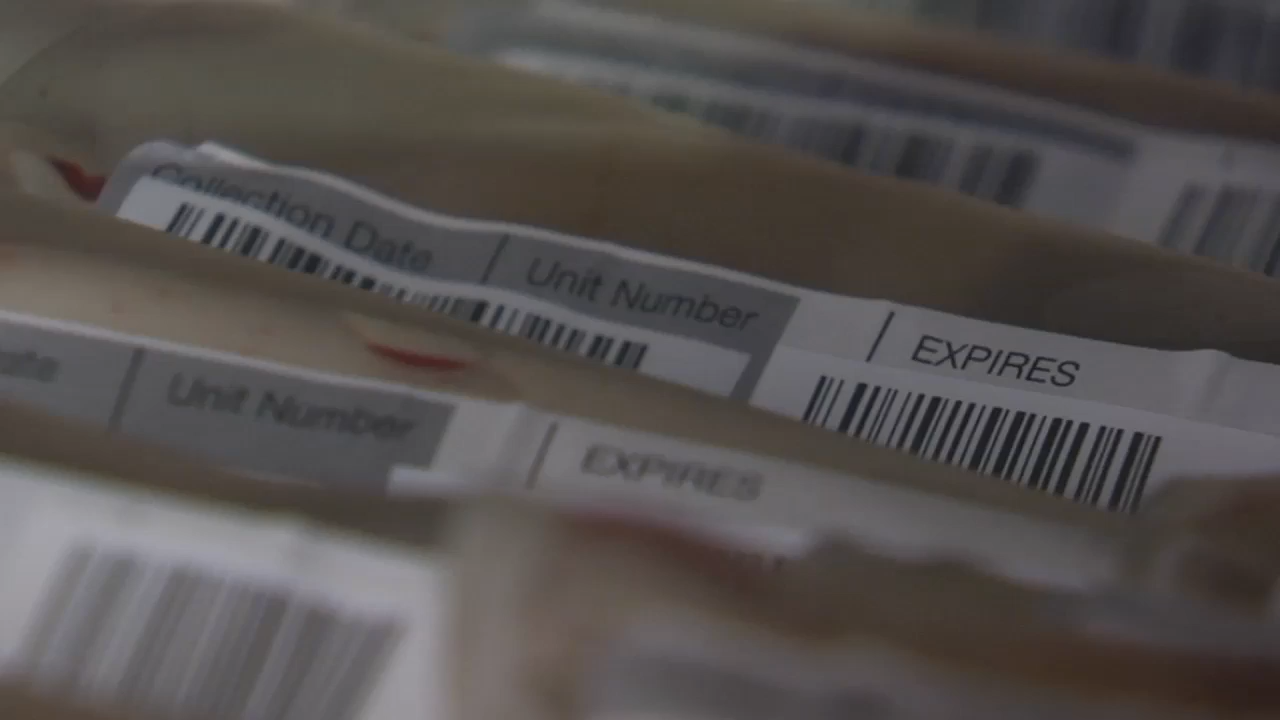 Collection Date | Unit Number | EXPIRES
Unit Number | EXPIRES